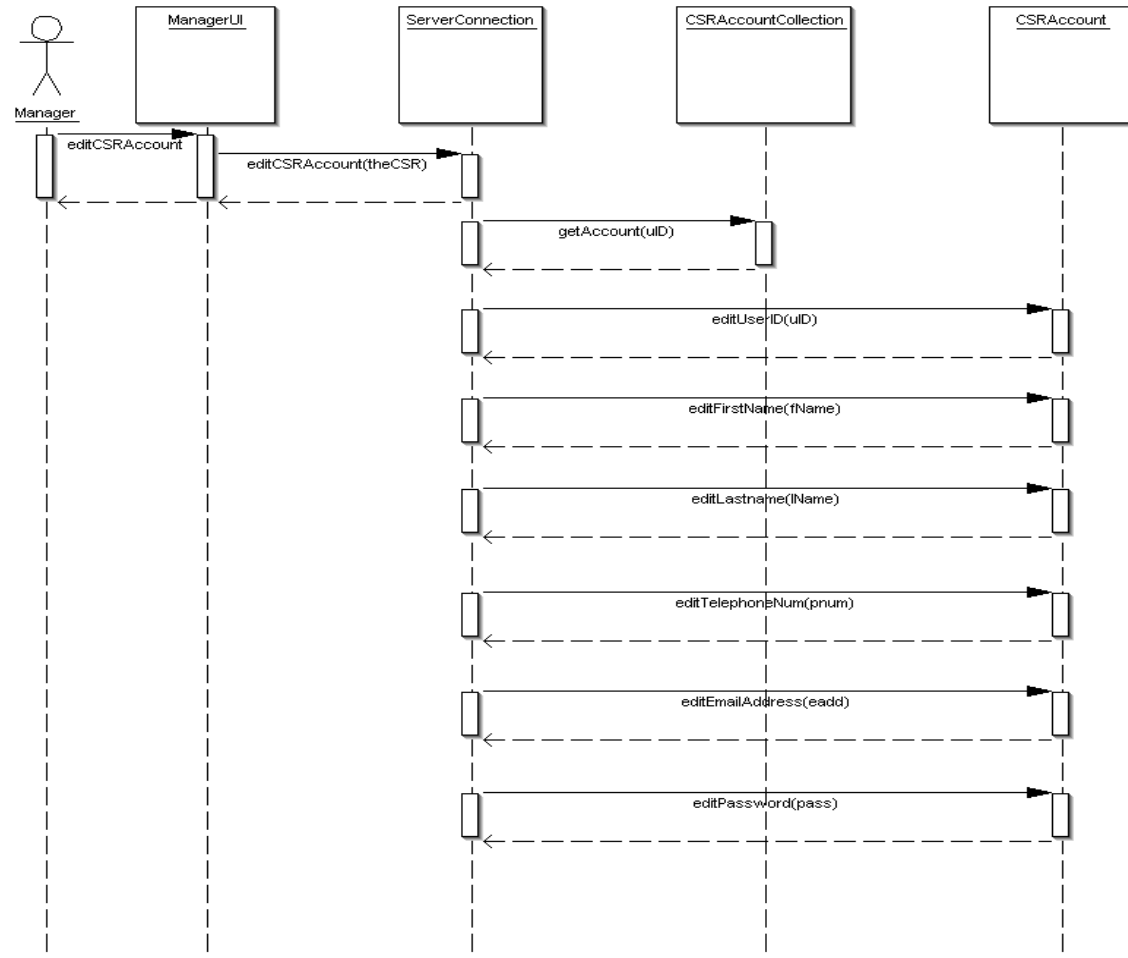 ManagerUI
ServerConnection
CSRAccountCollection
CSRAccount
Manager
editCSRAccount
editCSRAccount(theCSR)
getAccount(uID)
editUserID(uID)
editFirstName(fName)
editLastname(lName)
editTelephoneNum(pnum)
editEmailAddress(eadd)
editPassword(pass)